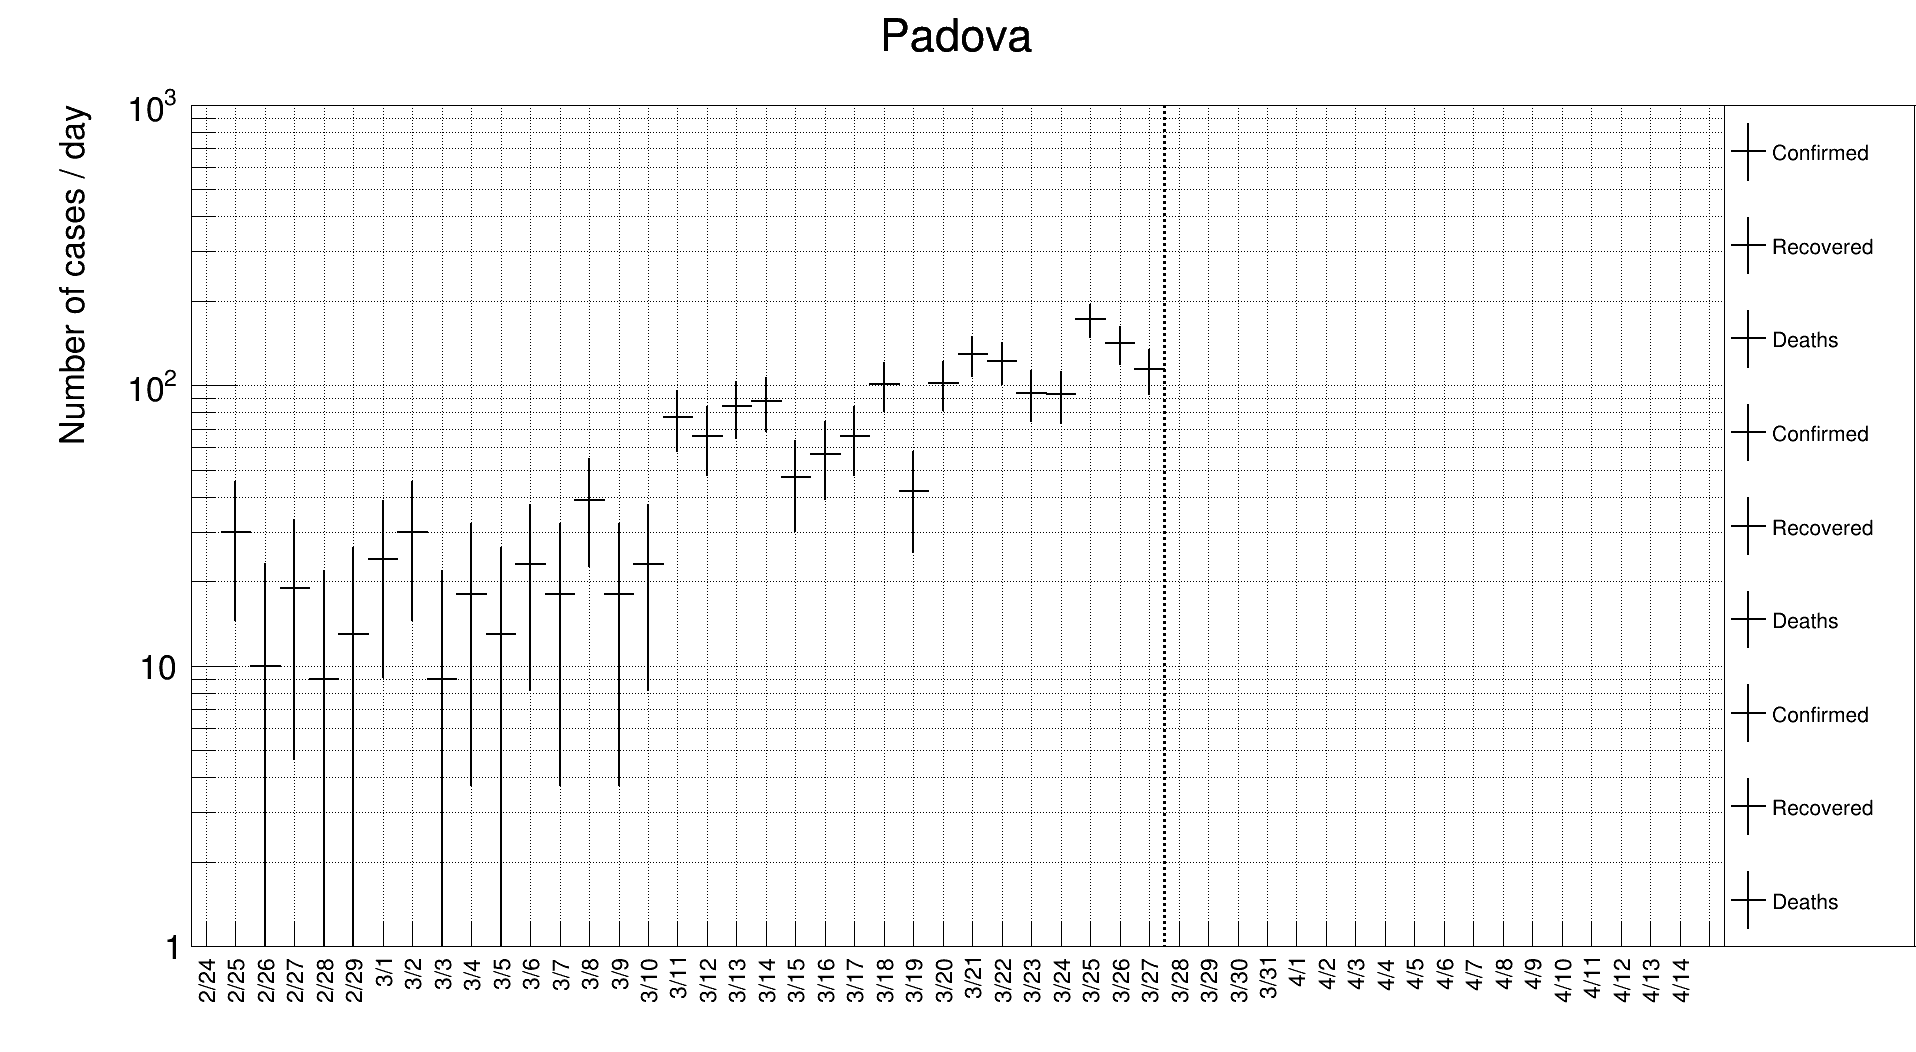 Padova
Number of cases / day
10³
10²
10
1
2/24 2/25 2/26 2/27 2/28 2/29 3/1 3/2 3/3 3/4 3/5 3/6 3/7 3/8 3/9 3/10 3/11 3/12 3/13 3/14 3/15 3/16 3/17 3/18 3/19 3/20 3/21 3/22 3/23 3/24 3/25 3/26 3/27 3/28 3/29 3/30 3/31 4/1 4/2 4/3 4/4 4/5 4/6 4/7 4/8 4/9 4/10 4/11 4/12 4/13 4/14
Confirmed
Recovered
Deaths
Confirmed
Recovered
Deaths
Confirmed
Recovered
Deaths